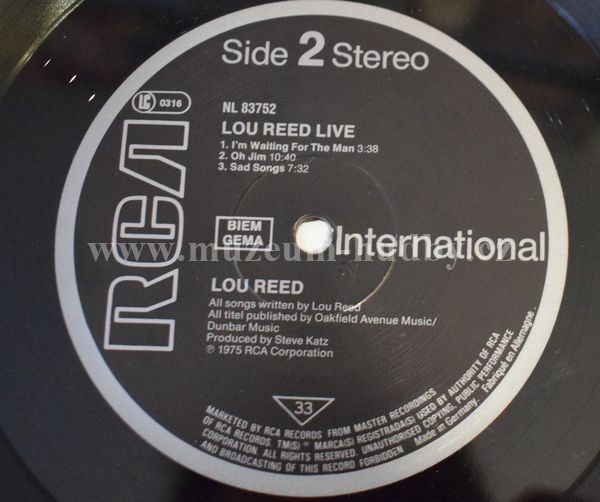 Side 2 Stereo
LC 0316
NL 83752
LOU REED LIVE
1. I'm Waiting For The Man 3:38
2. Oh Jim 10:40
3. Sad Songs 7:32
RCA
BIEM
GEMA
International
LOU REED
All songs written by Lou Reed
All titel published by Oakfield Avenue Music/
Dunbar Music
Produced by Steve Katz
℗ 1975 RCA Corporation
33
MARKETED BY RCA RECORDS FROM MASTER RECORDINGS
OF RCA RECORDS. TM(S)® MARCA(S) REGISTRADA(S) USED BY AUTHORITY OF RCA
CORPORATION. ALL RIGHTS RESERVED. UNAUTHORISED COPYING, PUBLIC PERFORMANCE
AND BROADCASTING OF THIS RECORD FORBIDDEN
Made in Germany.
Fabriqué en Allemagne.
www.muzeum-hudby.cz